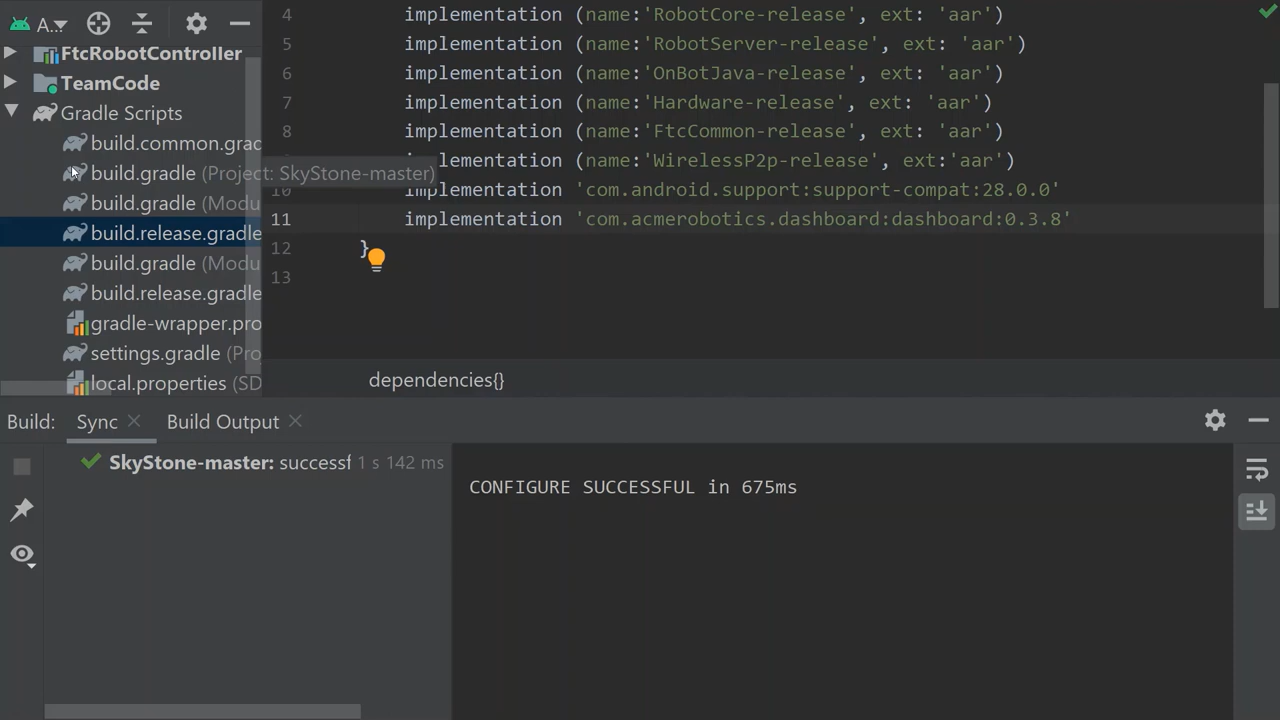 A...
FtcRobotController
TeamCode
Gradle Scripts
build.common.grad
build.gradle (Project: SkyStone-master)
build.gradle (Modu
build.release.gradle
build.gradle (Modu
build.release.gradle
gradle-wrapper.pro
settings.gradle (Pro
local.properties (SD
4 implementation (name:'RobotCore-release', ext: 'aar')
5 implementation (name:'RobotServer-release', ext: 'aar')
6 implementation (name:'OnBotJava-release', ext: 'aar')
7 implementation (name:'Hardware-release', ext: 'aar')
8 implementation (name:'FtcCommon-release', ext: 'aar')
implementation (name:'WirelessP2p-release', ext:'aar')
10 implementation 'com.android.support:support-compat:28.0.0'
11 implementation 'com.acmerobotics.dashboard:dashboard:0.3.8'
12 }
13
dependencies{}
Build: Sync Build Output
SkyStone-master: successf 1 s 142 ms
CONFIGURE SUCCESSFUL in 675ms